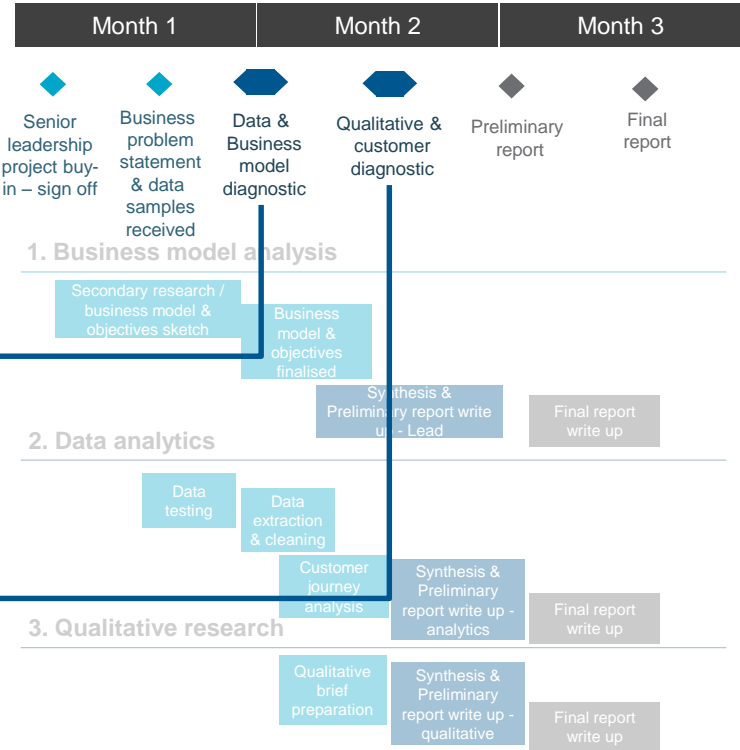 Month 1
Month 2
Month 3
Senior
leadership
project buy-
in – sign off
Business
problem
statement
& data
samples
received
Data &
Business
model
diagnostic
Qualitative &
customer
diagnostic
Preliminary
report
Final
report
1. Business model analysis
Secondary research /
business model &
objectives sketch
Business
model &
objectives
finalised
Synthesis &
Preliminary report write
up - Lead
Final report
write up
2. Data analytics
Data
testing
Data
extraction
& cleaning
Customer
journey
analysis
Synthesis &
Preliminary
report write up -
analytics
Final report
write up
3. Qualitative research
Qualitative
brief
preparation
Synthesis &
Preliminary
report write up -
qualitative
Final report
write up